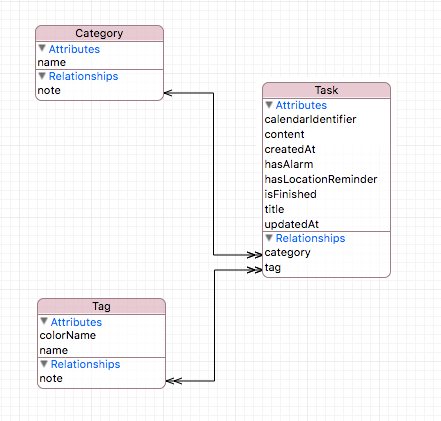 Category
Attributes
name
Relationships
note
Task
Attributes
calendarIdentifier
content
createdAt
hasAlarm
hasLocationReminder
isFinished
title
updatedAt
Relationships
category
tag
Tag
Attributes
colorName
name
Relationships
note